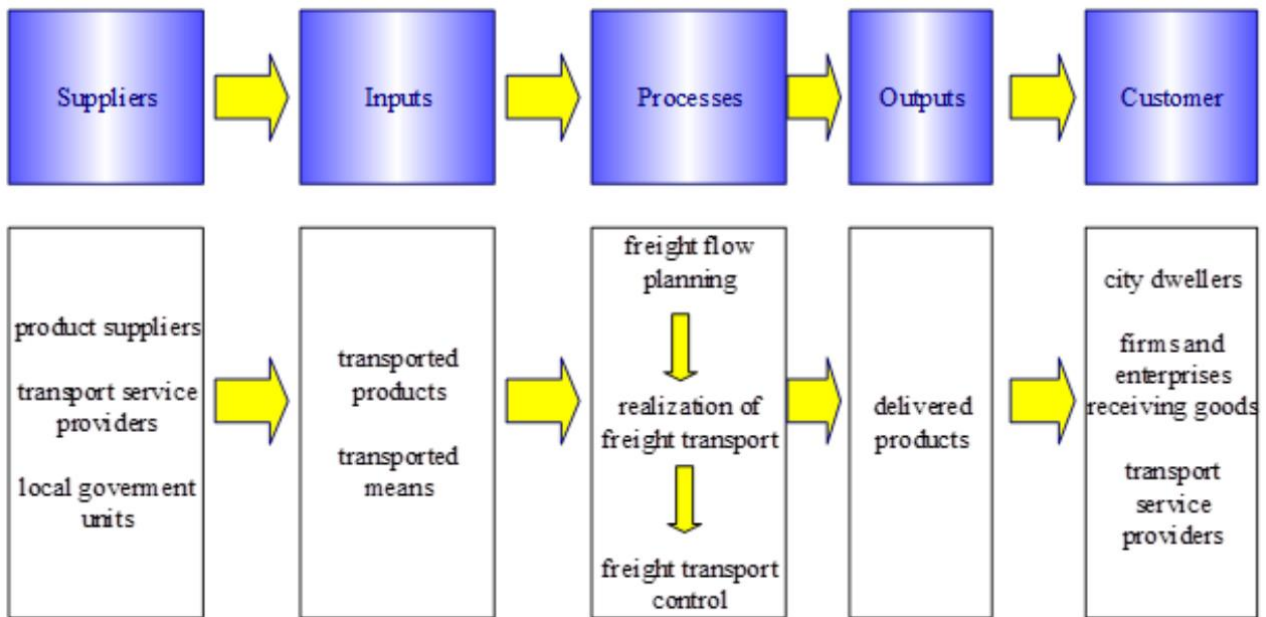 Suppliers
Inputs
Processes
Outputs
Customer
product suppliers
transport service
providers
local goverment
units
transported
products
transported
means
freight flow
planning
realization of
freight transport
freight transport
control
delivered
products
city dwellers
firms and
enterprises
receiving goods
transport
service
providers